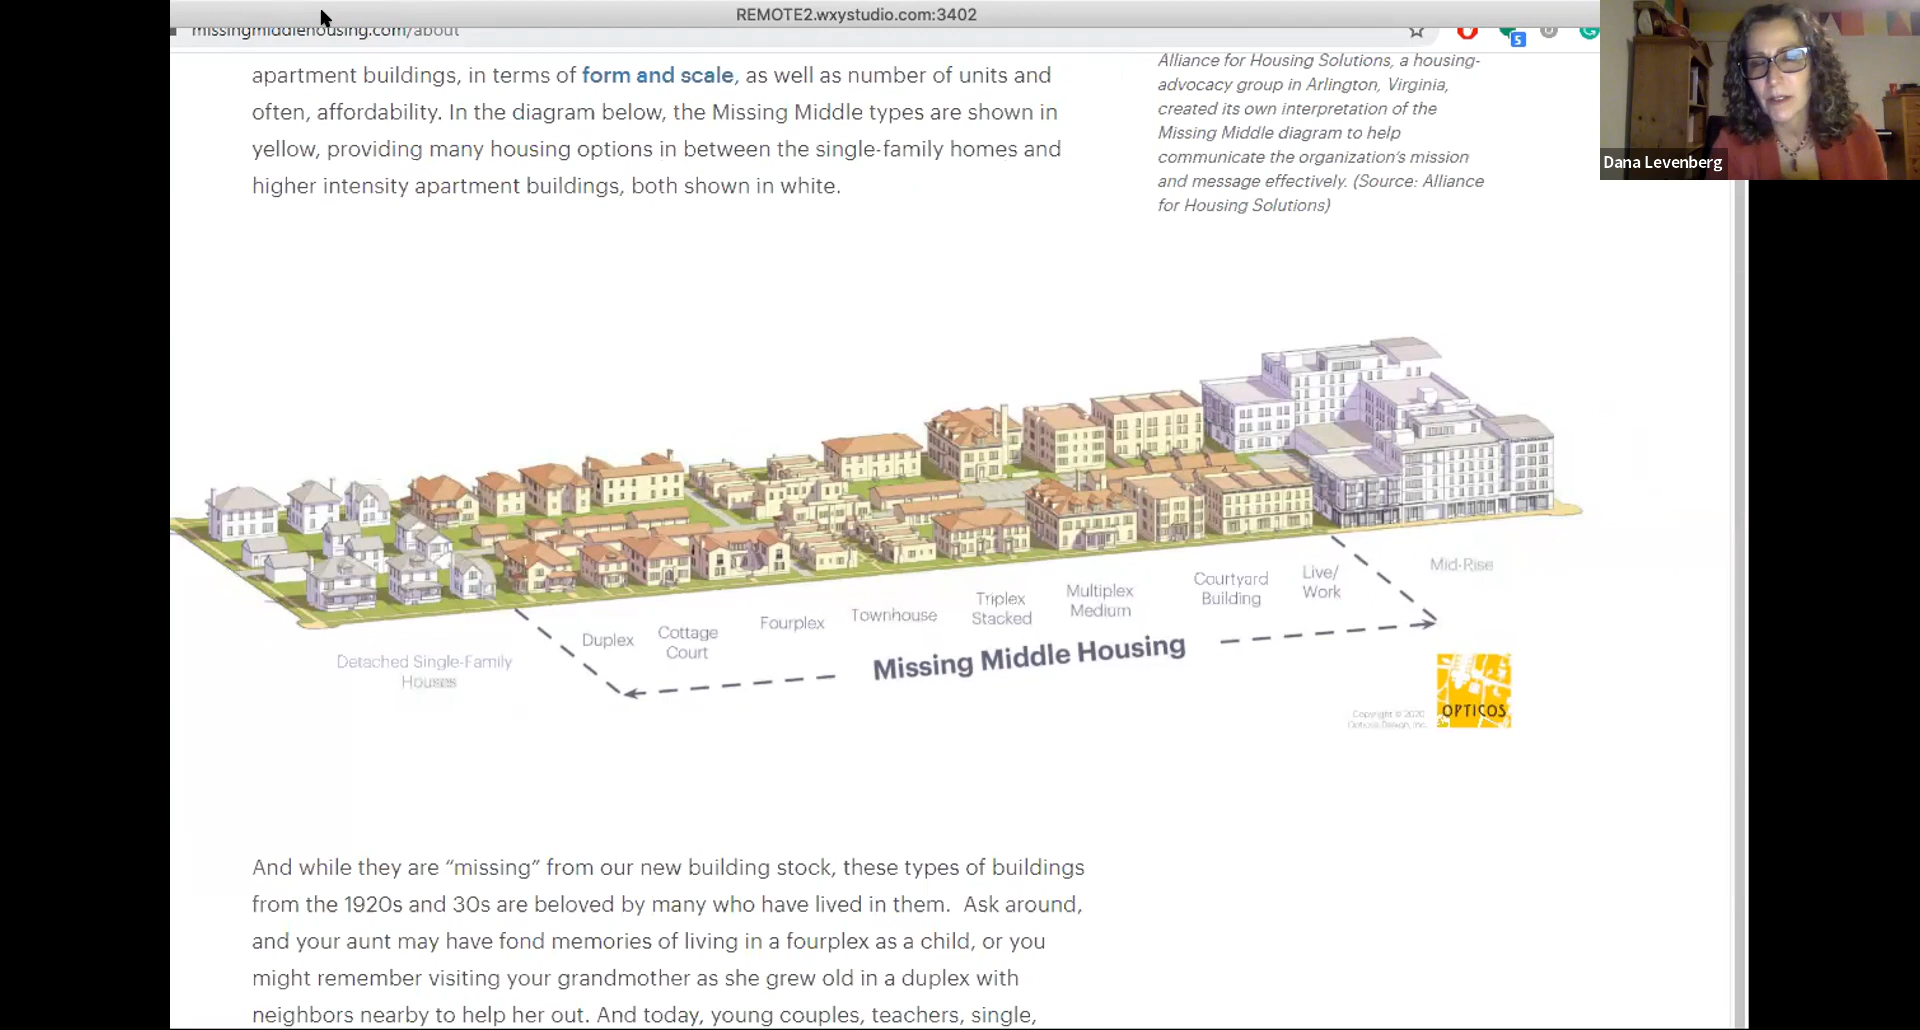 REMOTE2.wxystudio.com:3402
missingmiddlehousing.com/about
5
apartment buildings, in terms of form and scale, as well as number of units and
often, affordability. In the diagram below, the Missing Middle types are shown in
yellow, providing many housing options in between the single-family homes and
higher intensity apartment buildings, both shown in white.
Alliance for Housing Solutions, a housing-
advocacy group in Arlington, Virginia,
created its own interpretation of the
Missing Middle diagram to help
communicate the organization's mission
and message effectively. (Source: Alliance
for Housing Solutions)
Dana Levenberg
Detached Single-Family
Houses
Duplex
Cottage
Court
Fourplex
Townhouse
Triplex
Stacked
Multiplex
Medium
Courtyard
Building
Live/
Work
Mid-Rise
Missing Middle Housing
Copyright © 2020
Opticos Design, Inc.
OPTICOS
And while they are “missing” from our new building stock, these types of buildings
from the 1920s and 30s are beloved by many who have lived in them.  Ask around,
and your aunt may have fond memories of living in a fourplex as a child, or you
might remember visiting your grandmother as she grew old in a duplex with
neighbors nearby to help her out. And today, young couples, teachers, single,